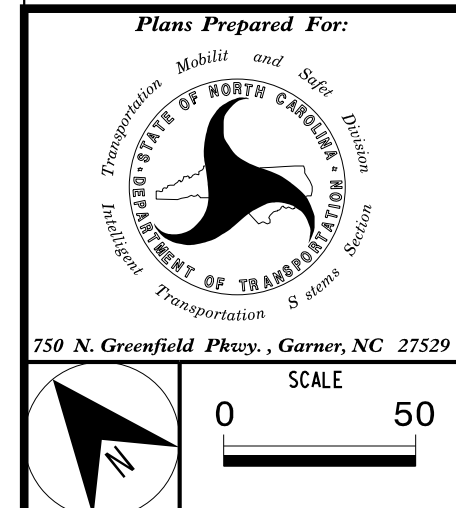 Plans Prepared For:
Transportation Mobilit and Safet Division
STATE OF NORTH CAROLINA
DEPARTMENT OF TRANSPORTATION
Intelligent Transportation S stems Section
750 N. Greenfield Pkwy. , Garner, NC 27529
N
SCALE
0 50